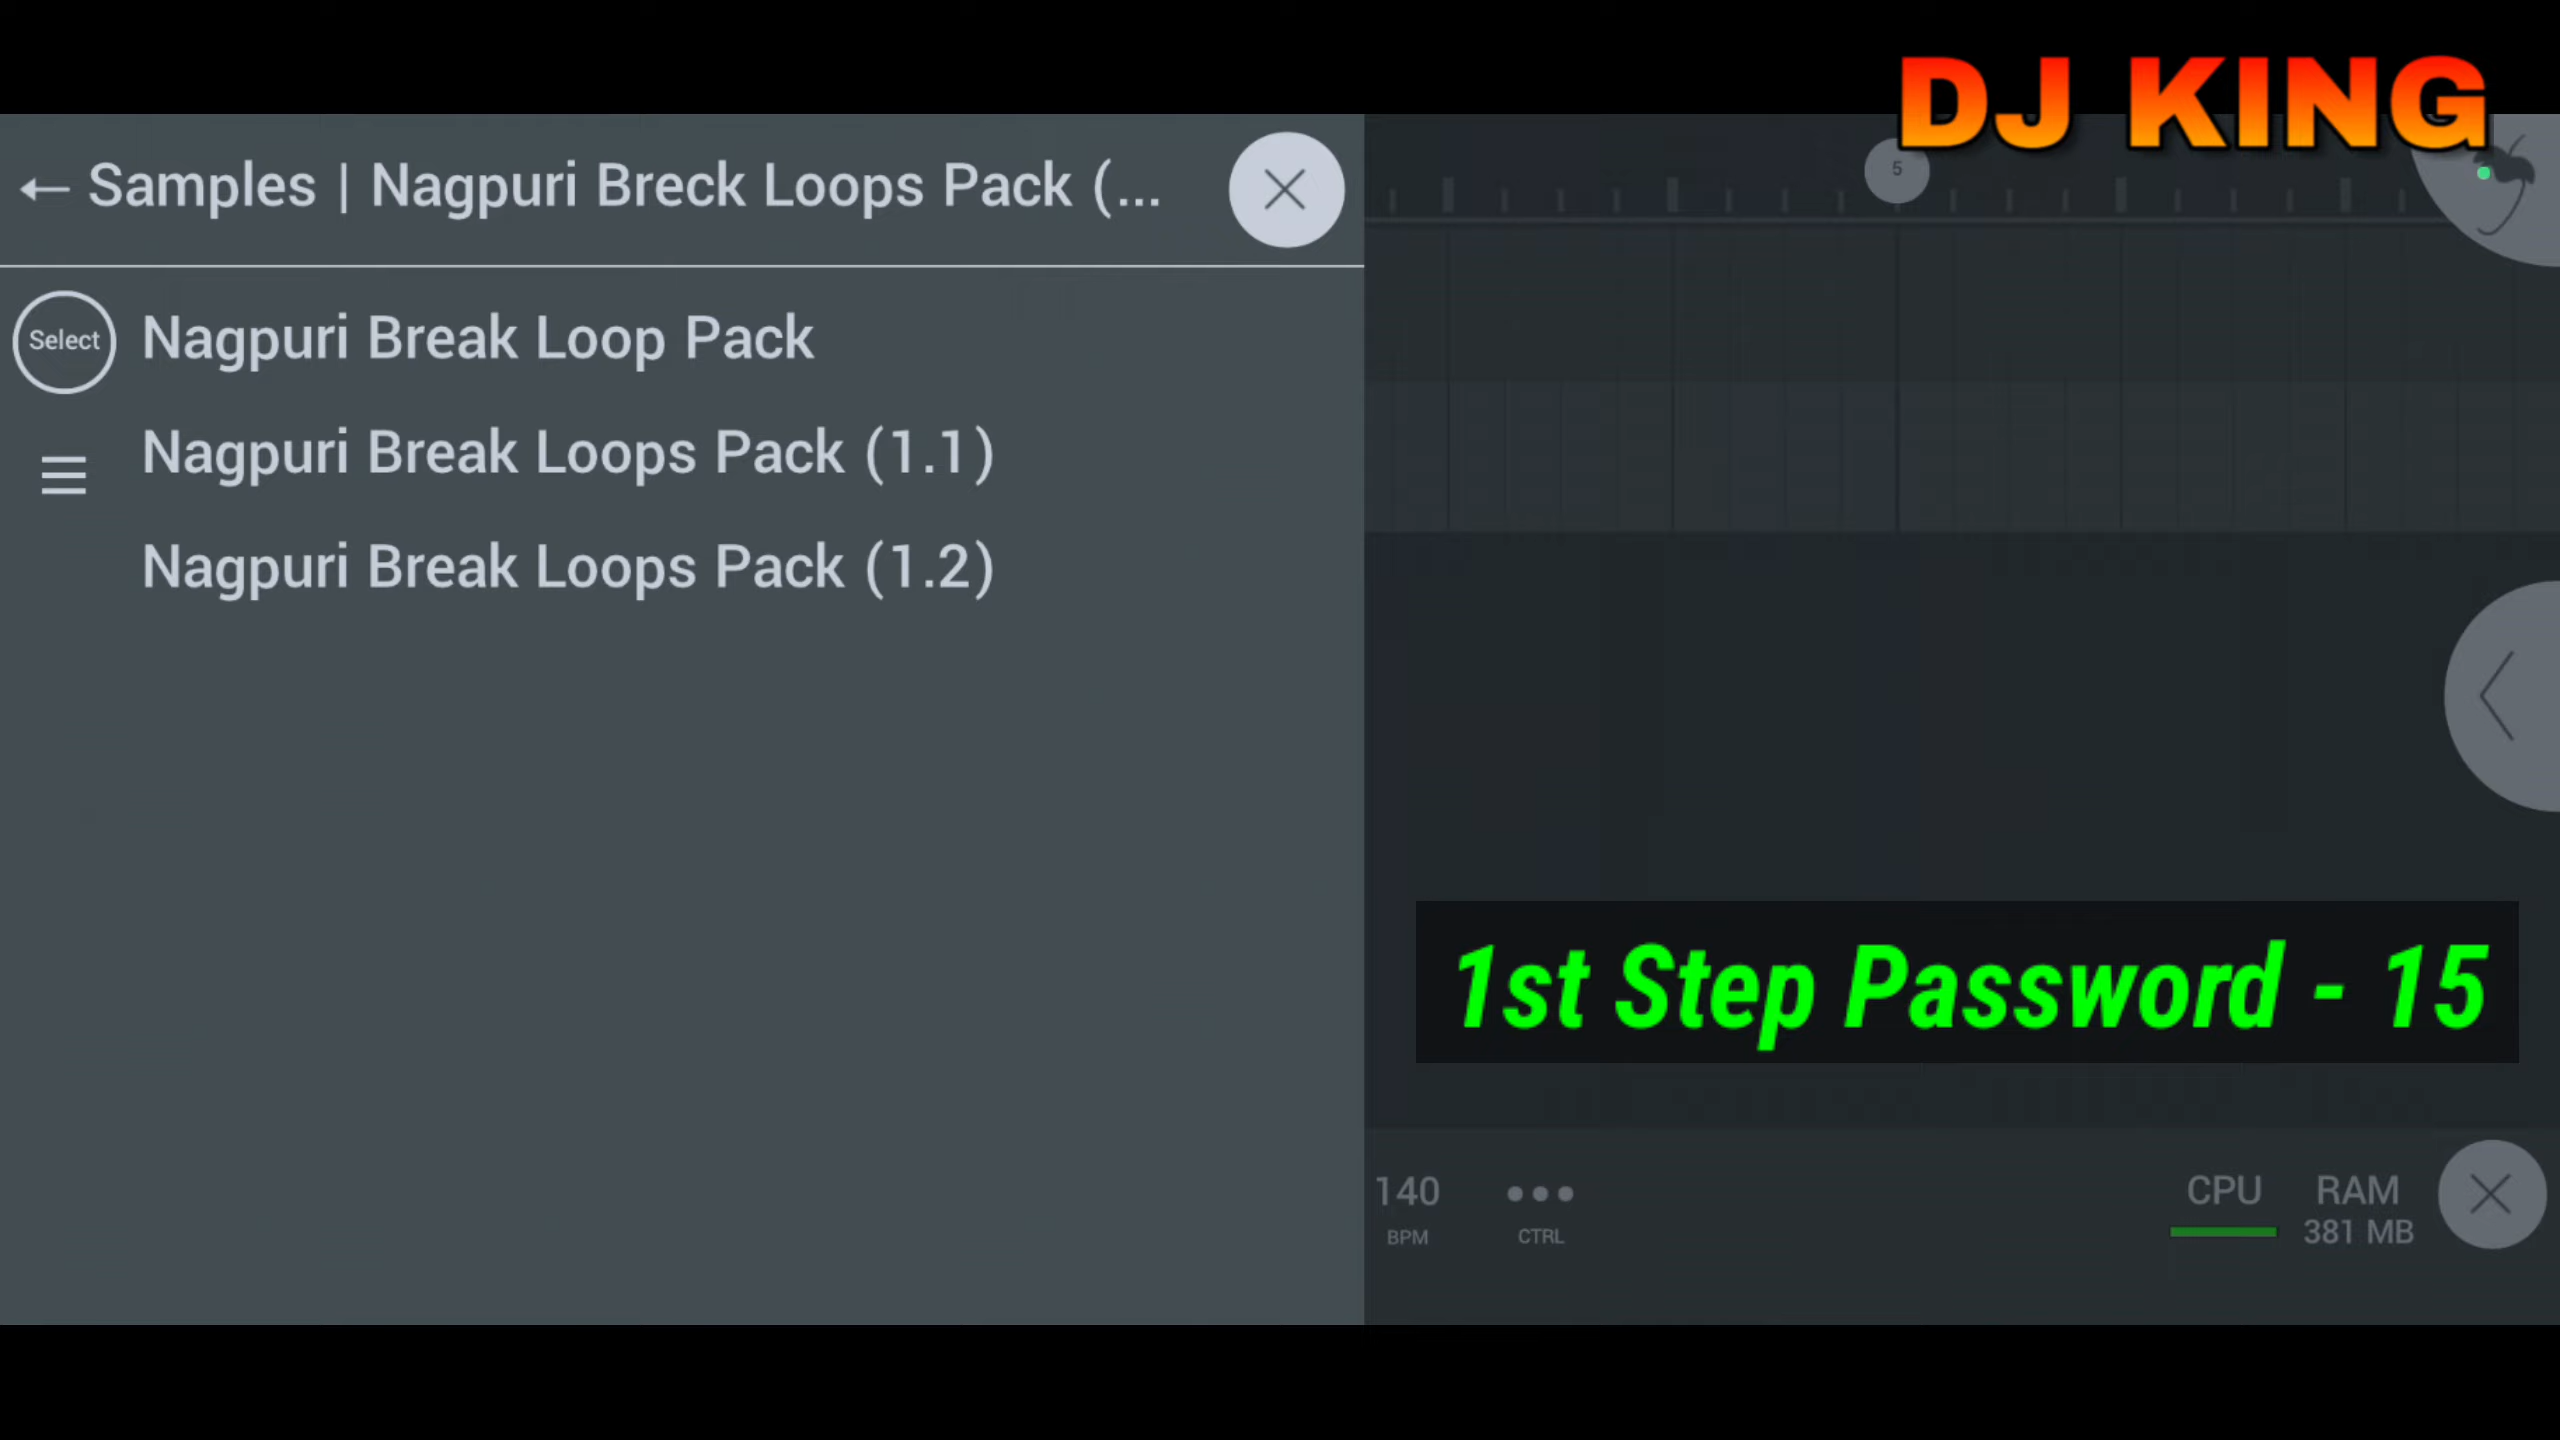 DJ KING
← Samples | Nagpuri Breck Loops Pack (...
5
Select
Nagpuri Break Loop Pack
Nagpuri Break Loops Pack (1.1)
Nagpuri Break Loops Pack (1.2)
1st Step Password - 15
140
BPM
CTRL
CPU
RAM
381 MB